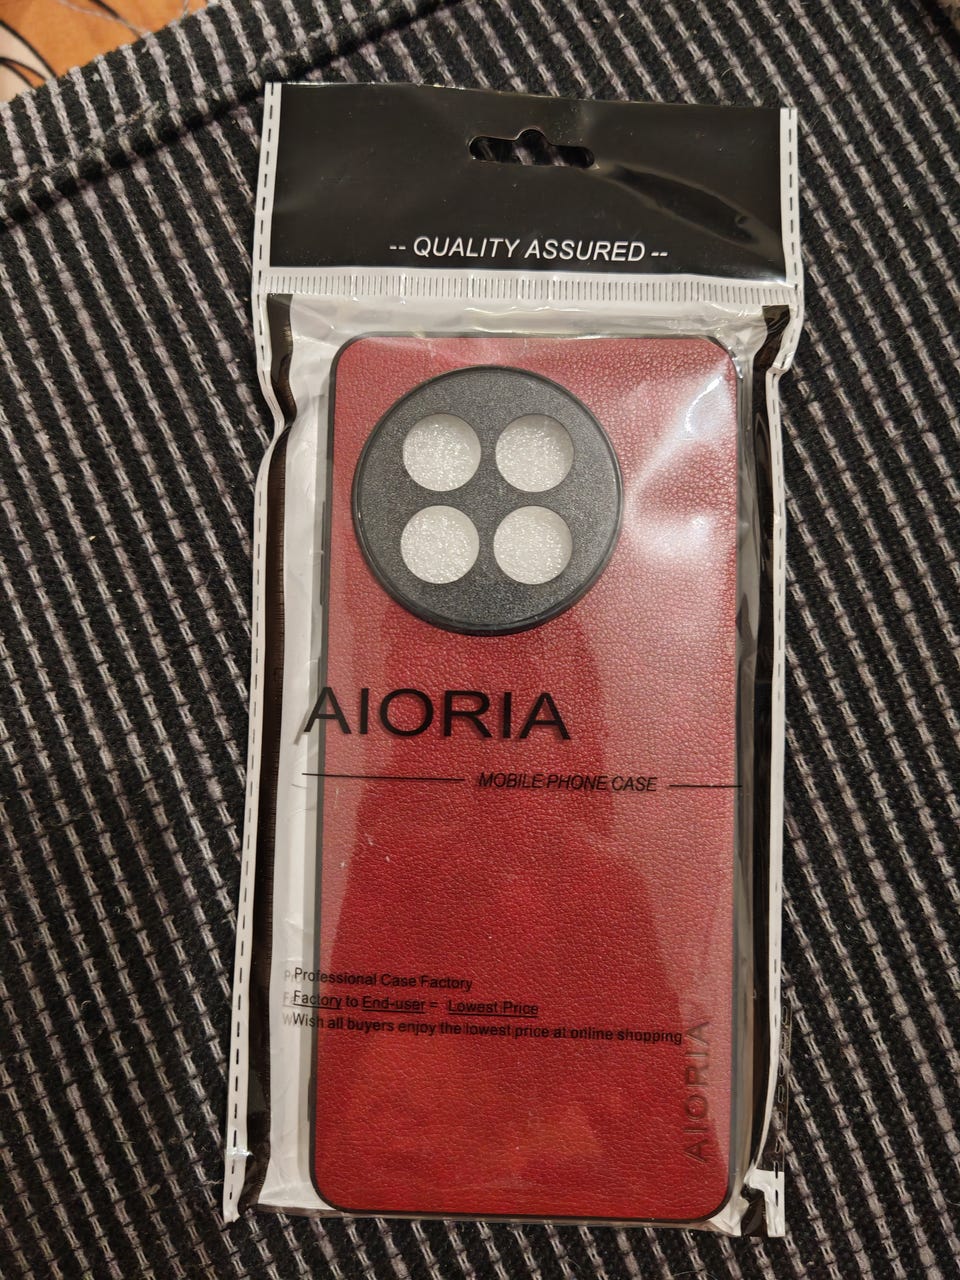 -- QUALITY ASSURED --
AIORIA
MOBILE PHONE CASE
Professional Case Factory
Factory to End-user = Lowest Price
Wish all buyers enjoy the lowest price at online shopping
AIORIA